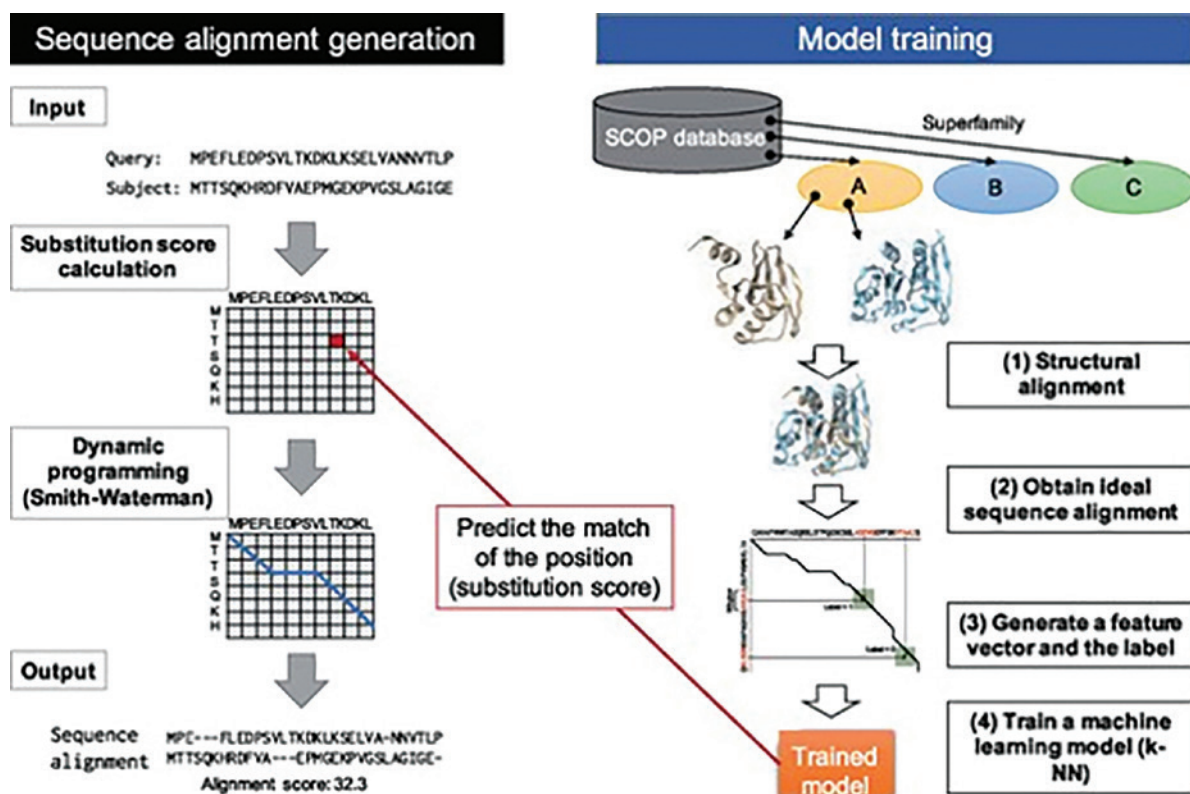 Sequence alignment generation
Input
Query: MPEFLEDPSVLTKDKLKSELVANNVTLP
Subject: MTTSQKHRDFVAEPMGEKPVGSLAGIGE
Substitution score
calculation
MPEFLEDPSVLTKDKL
M
T
T
S
Q
K
H
Dynamic
programming
(Smith-Waterman)
MPEFLEDPSVLTKDKL
M
T
T
S
Q
K
H
Output
Sequence
alignment
MPE---FLEDPSVLTKDKLKSELVA-NNVTLP
MTTSQKHRDFVA---EPMGEKPVGSLAGIGE-
Alignment score: 32.3
Predict the match
of the position
(substitution score)
Model training
SCOP database
Superfamily
A
B
C
(1) Structural
alignment
(2) Obtain ideal
sequence alignment
(3) Generate a feature
vector and the label
(4) Train a machine
learning model (k-
NN)
Trained
model